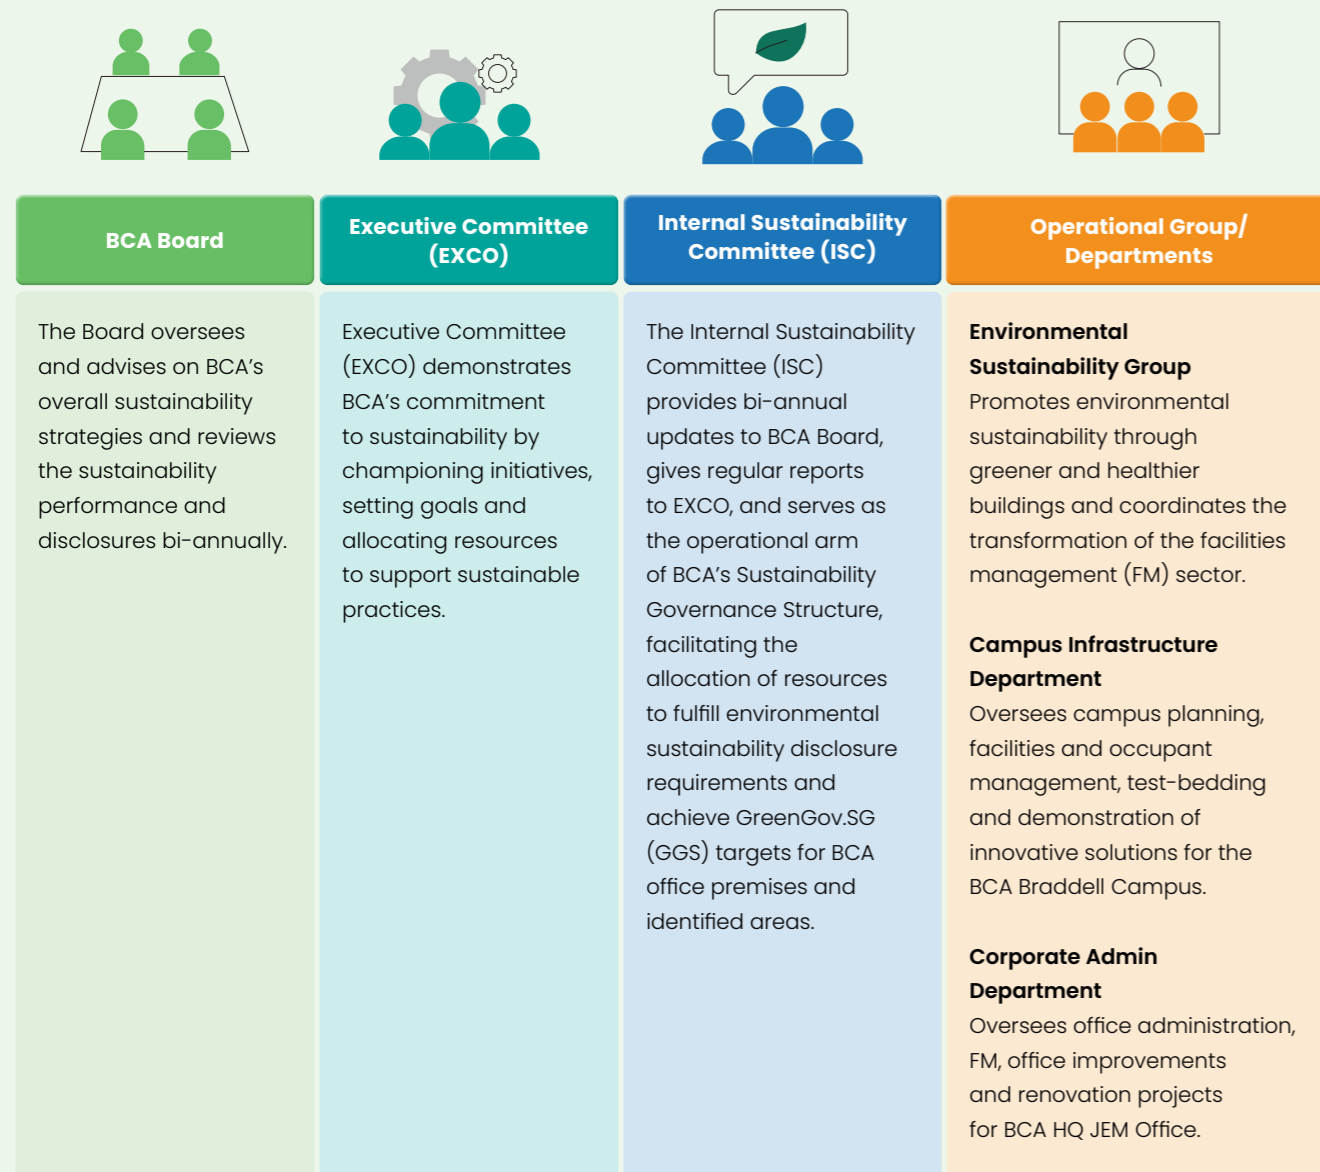 BCA Board
The Board oversees
and advises on BCA's
overall sustainability
strategies and reviews
the sustainability
performance and
disclosures bi-annually.
Executive Committee
(EXCO)
Executive Committee
(EXCO) demonstrates
BCA's commitment
to sustainability by
championing initiatives,
setting goals and
allocating resources
to support sustainable
practices.
Internal Sustainability
Committee (ISC)
The Internal Sustainability
Committee (ISC)
provides bi-annual
updates to BCA Board,
gives regular reports
to EXCO, and serves as
the operational arm
of BCA's Sustainability
Governance Structure,
facilitating the
allocation of resources
to fulfill environmental
sustainability disclosure
requirements and
achieve GreenGov.SG
(GGS) targets for BCA
office premises and
identified areas.
Operational Group/
Departments
Environmental
Sustainability Group
Promotes environmental
sustainability through
greener and healthier
buildings and coordinates the
transformation of the facilities
management (FM) sector.
Campus Infrastructure
Department
Oversees campus planning,
facilities and occupant
management, test-bedding
and demonstration of
innovative solutions for the
BCA Braddell Campus.
Corporate Admin
Department
Oversees office administration,
FM, office improvements
and renovation projects
for BCA HQ JEM Office.